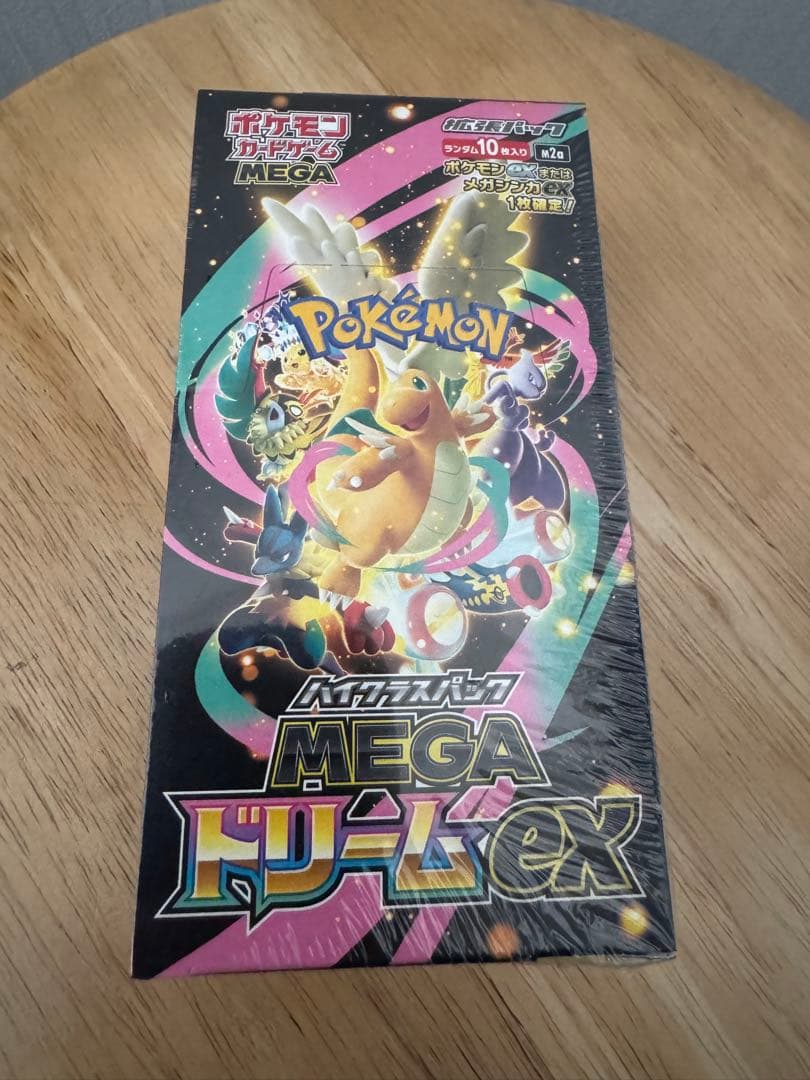 ポケモン
カードゲーム
MEGA
拡張パック
ランダム10枚入り
M2a
ポケモンexまたは
メガシンカex
1枚確定!
POKÉMON
ハイクラスパック
MEGA
ドリームex